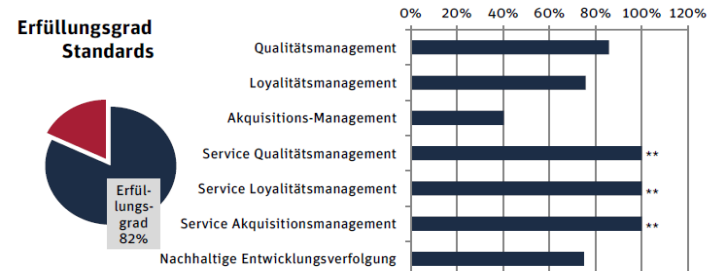 Erfüllungsgrad
Standards
Erfül-
lungs-
grad
82%
0% 20% 40% 60% 80% 100% 120%
Qualitätsmanagement
Loyalitätsmanagement
Akquisitions-Management
Service Qualitätsmanagement **
Service Loyalitätsmanagement **
Service Akquisitionsmanagement **
Nachhaltige Entwicklungsverfolgung